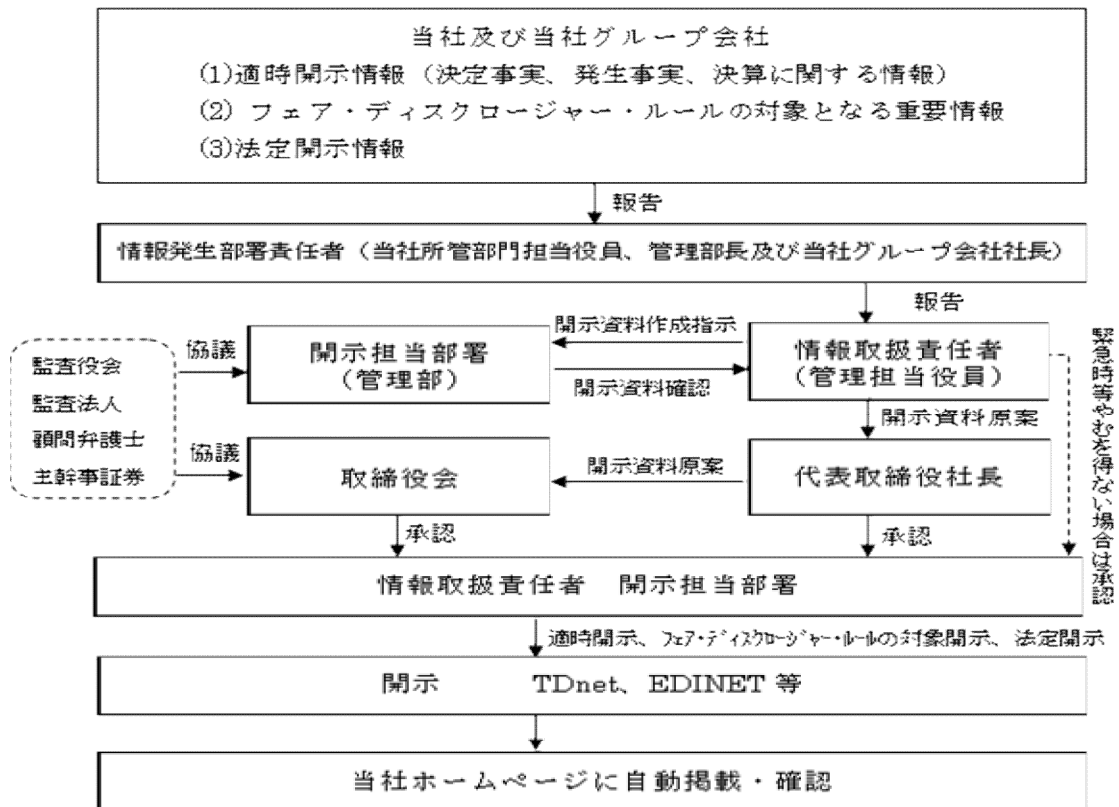 当社及び当社グループ会社
(1)適時開示情報（決定事実、発生事実、決算に関する情報）
(2) フェア・ディスクロージャー・ルールの対象となる重要情報
(3)法定開示情報
報告
情報発生部署責任者（当社所管部門担当役員、管理部長及び当社グループ会社社長）
報告
監査役会
監査法人
顧問弁護士
主幹事証券
協議
開示担当部署
（管理部）
開示資料作成指示
開示資料確認
情報取扱責任者
（管理担当役員）
緊急時等やむを得ない場合は承認
開示資料原案
協議
取締役会
開示資料原案
代表取締役社長
承認
承認
情報取扱責任者　開示担当部署
適時開示、ﾌｪｱ・ﾃﾞｨｽｸﾛｰｼﾞｬｰ・ﾙｰﾙの対象開示、法定開示
開示　　TDnet、EDINET 等
当社ホームページに自動掲載・確認